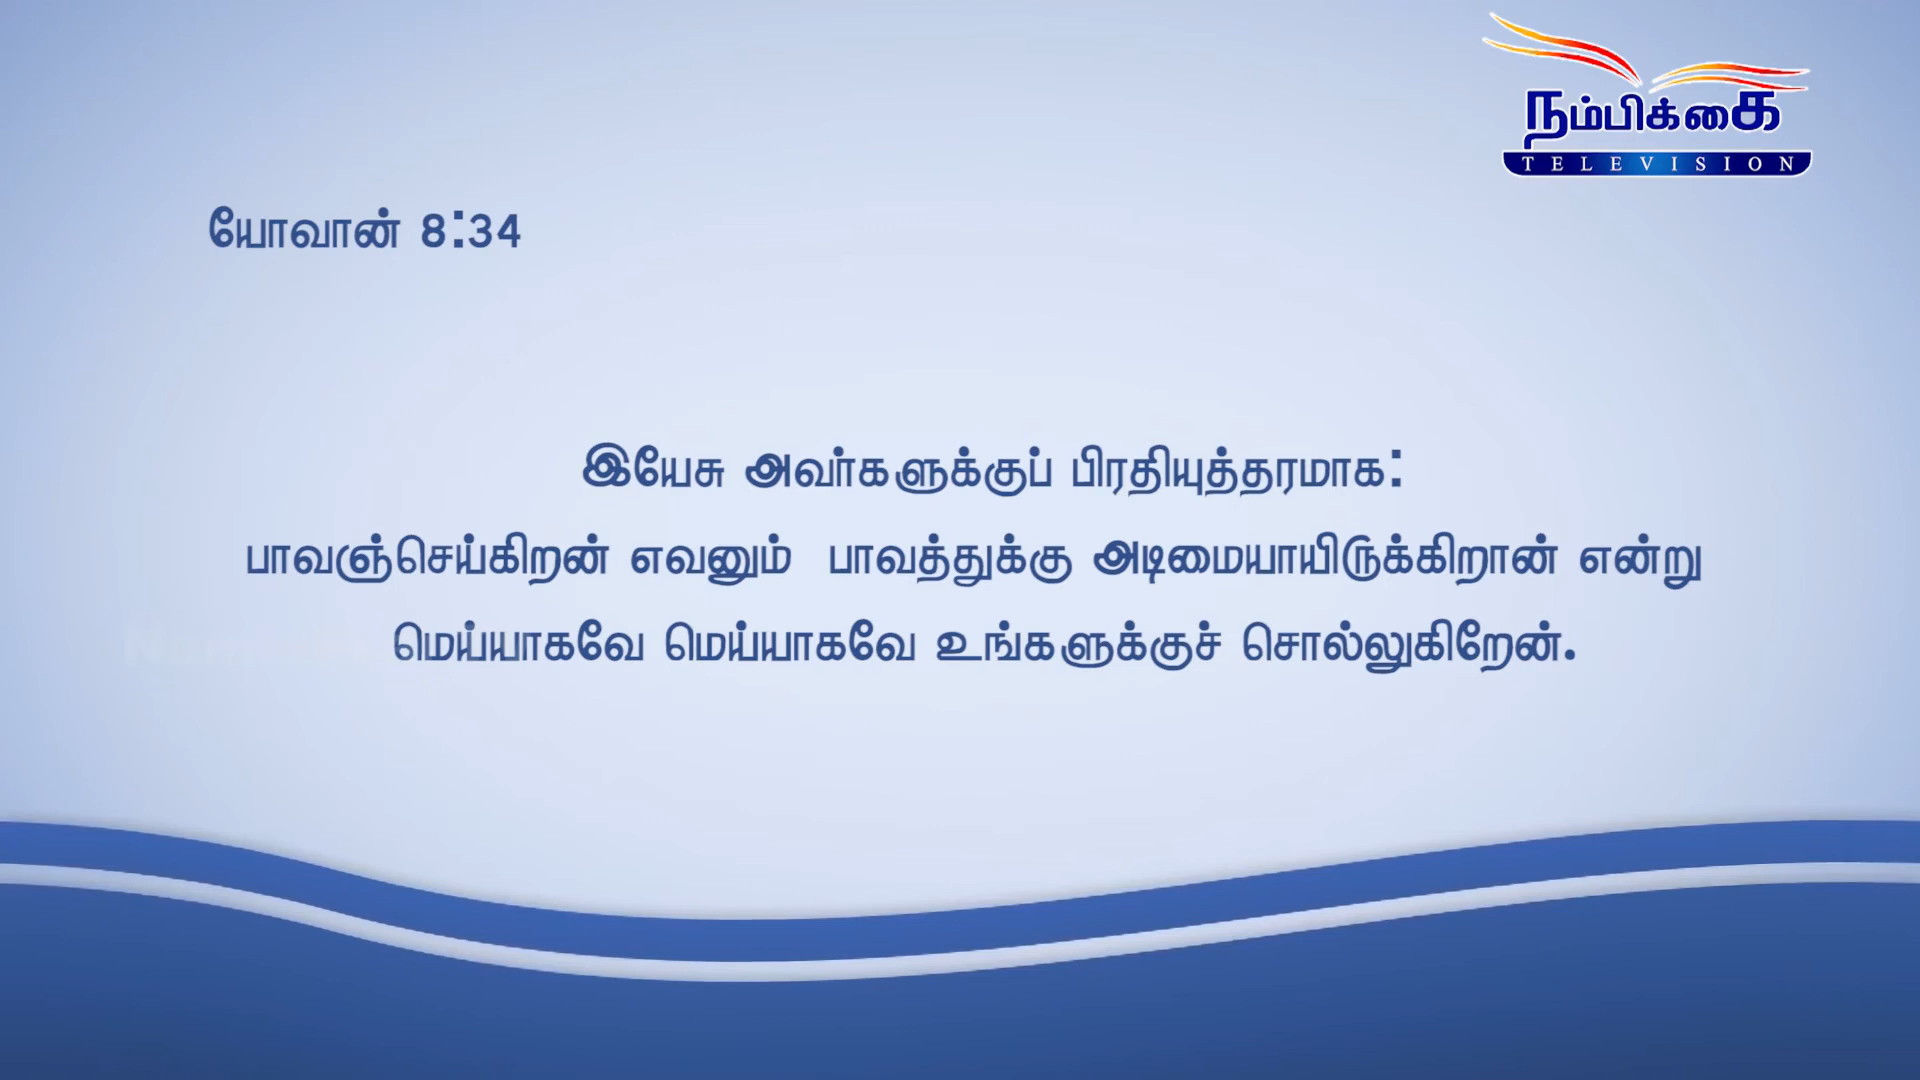 நம்பிக்கை
TELEVISION
யோவான் 8:34
இயேசு அவர்களுக்குப் பிரதியுத்தரமாக:
பாவஞ்செய்கிறன் எவனும் பாவத்துக்கு அடிமையாயிருக்கிறான் என்று
மெய்யாகவே மெய்யாகவே உங்களுக்குச் சொல்லுகிறேன்.